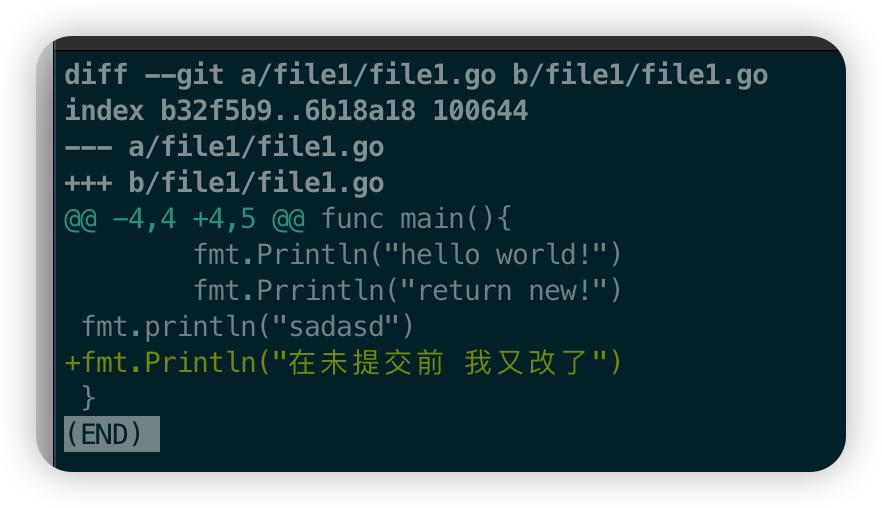 diff --git a/file1/file1.go b/file1/file1.go
index b32f5b9..6b18a18 100644
--- a/file1/file1.go
+++ b/file1/file1.go
@@ -4,4 +4,5 @@ func main(){
        fmt.Println("hello world!")
        fmt.Prrintln("return new!")
 fmt.println("sadasd")
+fmt.Println("在未提交前 我又改了")
 }
(END)